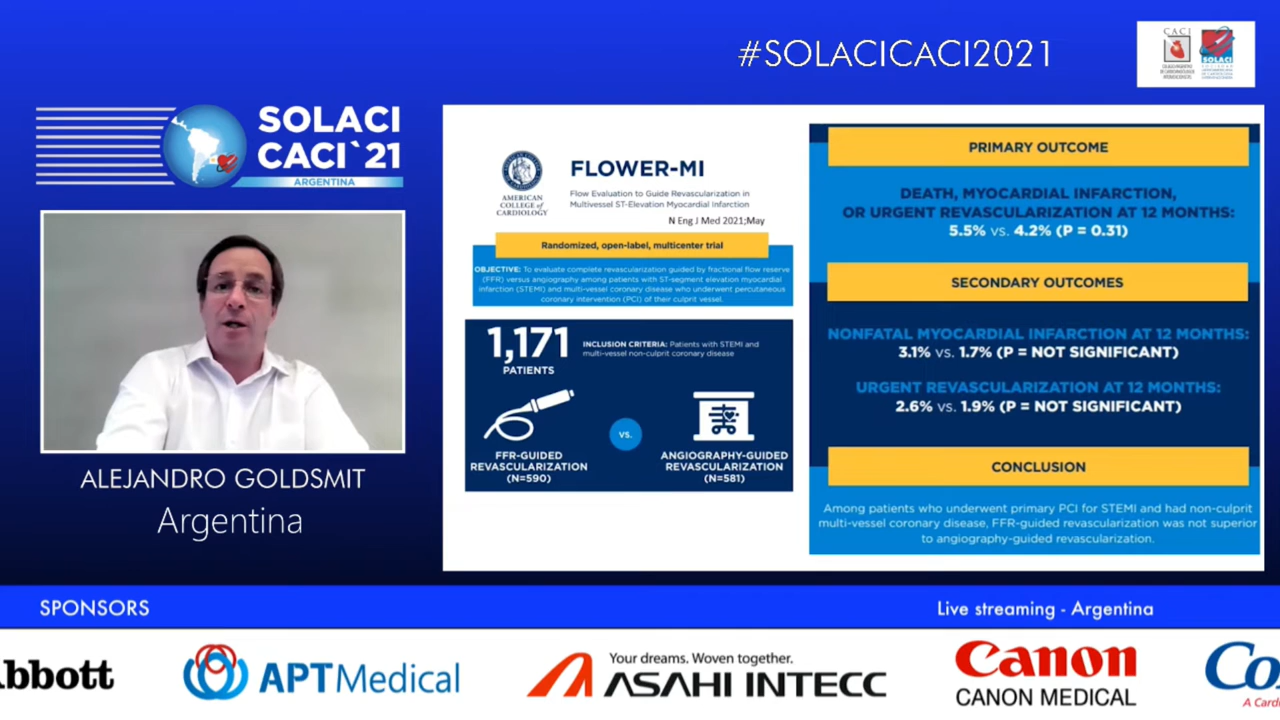 #SOLACICACI2021
CACI
SOLACI
SOLACI
CACI`21
ARGENTINA
ALEJANDRO GOLDSMIT
Argentina
AMERICAN
COLLEGE of
CARDIOLOGY
FLOWER-MI
Flow Evaluation to Guide Revascularization in
Multivessel ST-Elevation Myocardial Infarction
N Eng J Med 2021;May
Randomized, open-label, multicenter trial
OBJECTIVE: To evaluate complete revascularization guided by fractional flow reserve
(FFR) versus angiography among patients with ST-segment elevation myocardial
infarction (STEMI) and multi-vessel coronary disease who underwent percutaneous
coronary intervention (PCI) of their culprit vessel.
1,171
PATIENTS
INCLUSION CRITERIA: Patients with STEMI and
multi-vessel non-culprit coronary disease
VS.
FFR-GUIDED
REVASCULARIZATION
(N=590)
ANGIOGRAPHY-GUIDED
REVASCULARIZATION
(N=581)
PRIMARY OUTCOME
DEATH, MYOCARDIAL INFARCTION,
OR URGENT REVASCULARIZATION AT 12 MONTHS:
5.5% vs. 4.2% (P = 0.31)
SECONDARY OUTCOMES
NONFATAL MYOCARDIAL INFARCTION AT 12 MONTHS:
3.1% vs. 1.7% (P = NOT SIGNIFICANT)
URGENT REVASCULARIZATION AT 12 MONTHS:
2.6% vs. 1.9% (P = NOT SIGNIFICANT)
CONCLUSION
Among patients who underwent primary PCI for STEMI and had non-culprit
multi-vessel coronary disease, FFR-guided revascularization was not superior
to angiography-guided revascularization.
SPONSORS
Live streaming - Argentina
bbott
APTMedical
Your dreams. Woven together.
ASAHI INTECC
Canon
CANON MEDICAL
Co
A Cardi